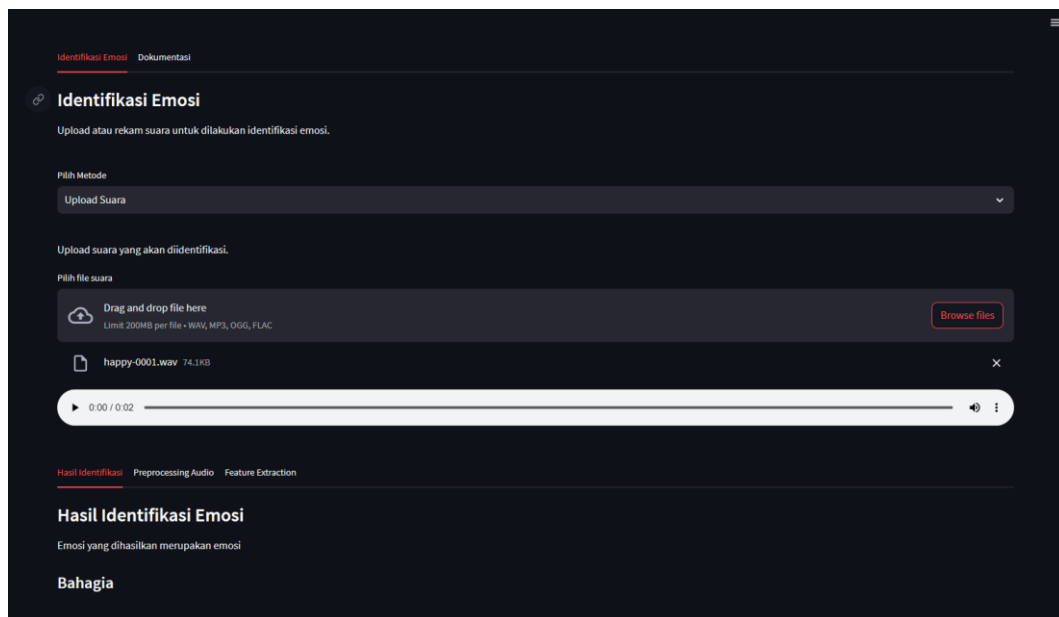 Identifikasi Emosi Dokumentasi
Identifikasi Emosi
Upload atau rekam suara untuk dilakukan identifikasi emosi.
Pilih Metode
Upload Suara
Upload suara yang akan diidentifikasi.
Pilih file suara
Drag and drop file here
Limit 200MB per file • WAV, MP3, OGG, FLAC
Browse files
happy-0001.wav 74.1KB
0:00 / 0:02
Hasil Identifikasi Preprocessing Audio Feature Extraction
Hasil Identifikasi Emosi
Emosi yang dihasilkan merupakan emosi
Bahagia